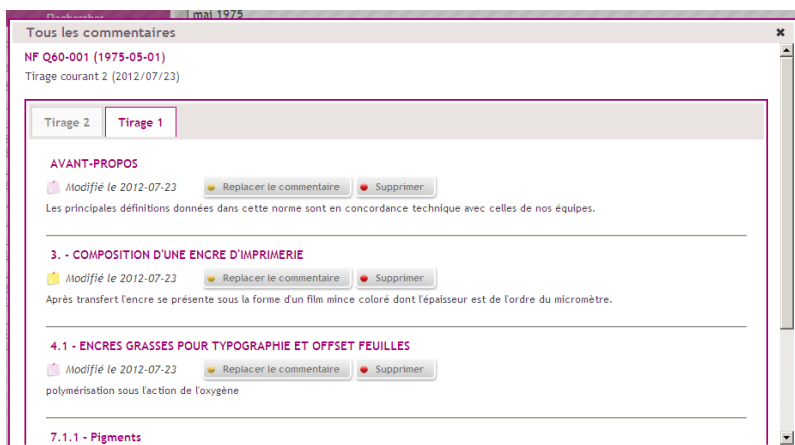 Rechercher
mai 1975
Tous les commentaires
NF Q60-001 (1975-05-01)
Tirage courant 2 (2012/07/23)
Tirage 2 Tirage 1
AVANT-PROPOS
Modifié le 2012-07-23 Replacer le commentaire Supprimer
Les principales définitions données dans cette norme sont en concordance technique avec celles de nos équipes.
3. - COMPOSITION D'UNE ENCRE D'IMPRIMERIE
Modifié le 2012-07-23 Replacer le commentaire Supprimer
Après transfert l'encre se présente sous la forme d'un film mince coloré dont l'épaisseur est de l'ordre du micromètre.
4.1 - ENCRES GRASSES POUR TYPOGRAPHIE ET OFFSET FEUILLES
Modifié le 2012-07-23 Replacer le commentaire Supprimer
polymérisation sous l'action de l'oxygène
7.1.1 - Pigments